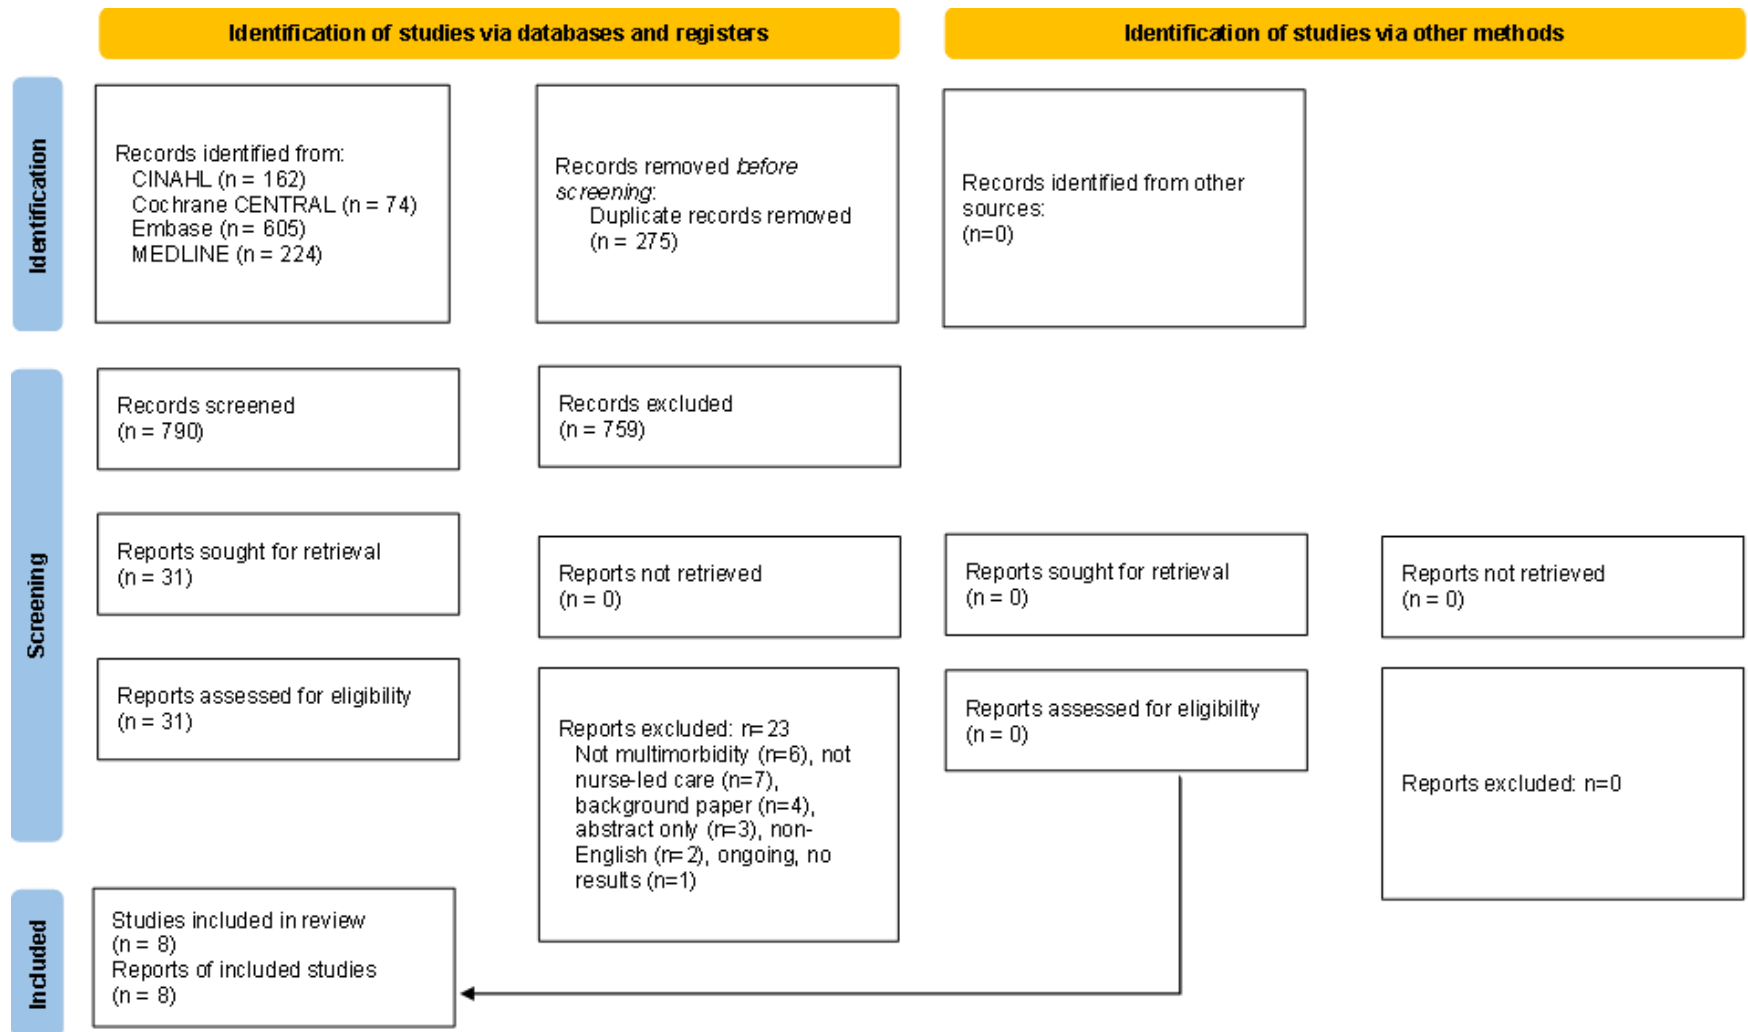 Identification of studies via databases and registers
Identification of studies via other methods
Identification
Records identified from:
CINAHL (n = 162)
Cochrane CENTRAL (n = 74)
Embase (n = 605)
MEDLINE (n = 224)
Records removed before
screening:
Duplicate records removed
(n = 275)
Records identified from other
sources:
(n=0)
Screening
Records screened
(n = 790)
Records excluded
(n = 759)
Reports sought for retrieval
(n = 31)
Reports not retrieved
(n = 0)
Reports sought for retrieval
(n = 0)
Reports not retrieved
(n = 0)
Reports assessed for eligibility
(n = 31)
Reports excluded: n=23
Not multimorbidity (n=6), not
nurse-led care (n=7),
background paper (n=4),
abstract only (n=3), non-
English (n=2), ongoing, no
results (n=1)
Reports assessed for eligibility
(n = 0)
Reports excluded: n=0
Included
Studies included in review
(n = 8)
Reports of included studies
(n = 8)